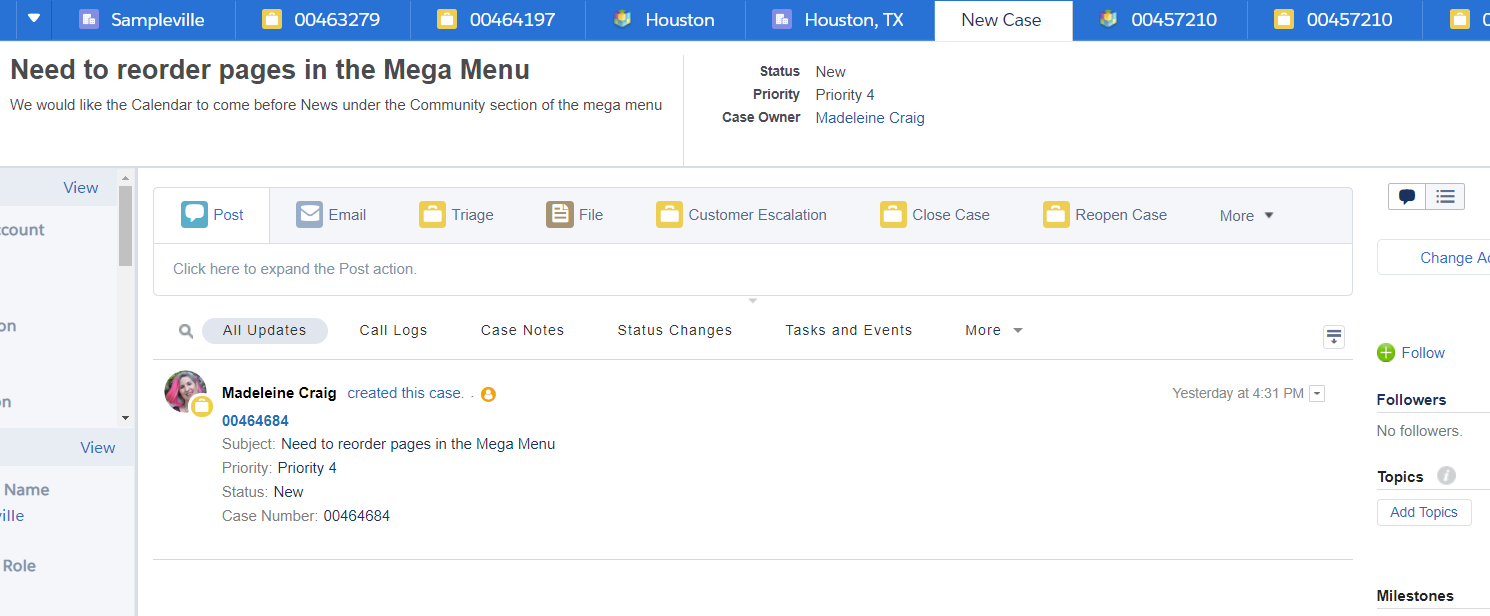 Sampleville 00463279 00464197 Houston Houston, TX New Case 00457210 00457210
Need to reorder pages in the Mega Menu
We would like the Calendar to come before News under the Community section of the mega menu
Status New
Priority Priority 4
Case Owner Madeleine Craig
View
ccount
on
on
View
Name
ville
Role
Post Email Triage File Customer Escalation Close Case Reopen Case More
Click here to expand the Post action.
All Updates Call Logs Case Notes Status Changes Tasks and Events More
Madeleine Craig created this case. .
Yesterday at 4:31 PM
00464684
Subject: Need to reorder pages in the Mega Menu
Priority: Priority 4
Status: New
Case Number: 00464684
Change Ac
Follow
Followers
No followers.
Topics
Add Topics
Milestones